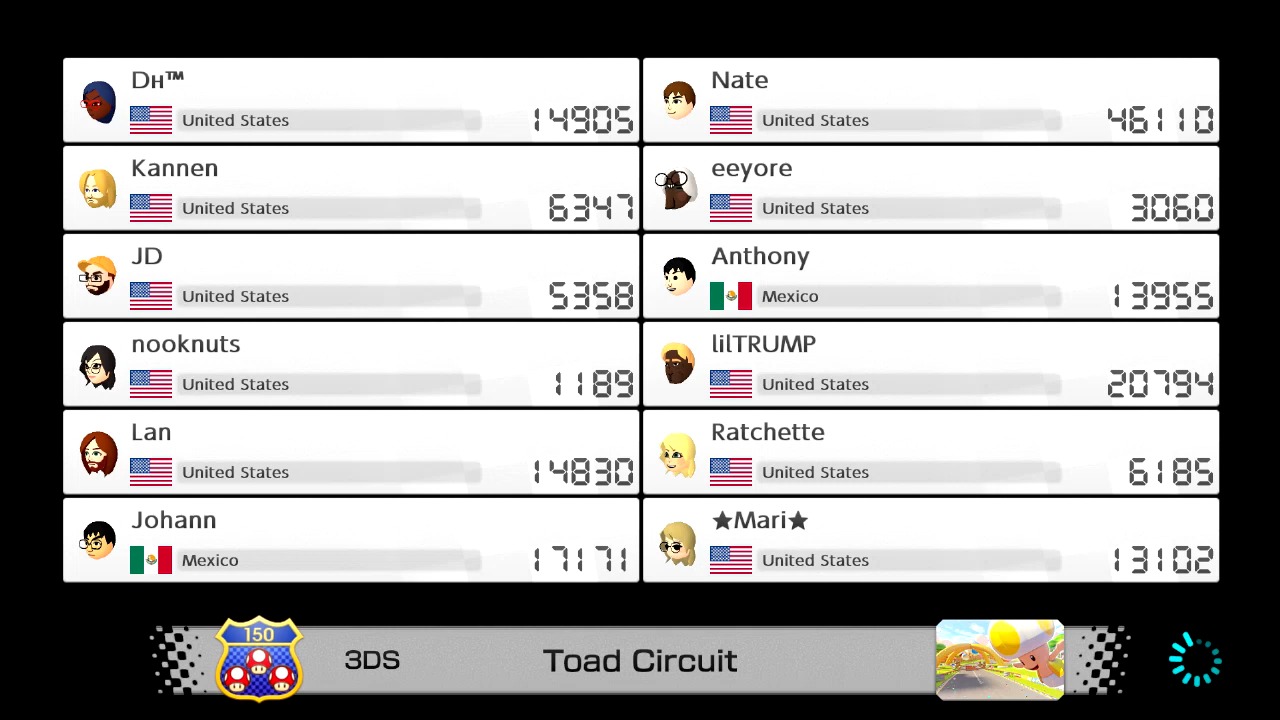 DH™
United States
14905
Nate
United States
46110
Kannen
United States
6347
eeyore
United States
3060
JD
United States
5358
Anthony
Mexico
13955
nooknuts
United States
1189
lilTRUMP
United States
20794
Lan
United States
14830
Ratchette
United States
6185
Johann
Mexico
17171
★Mari★
United States
13102
150
3DS
Toad Circuit